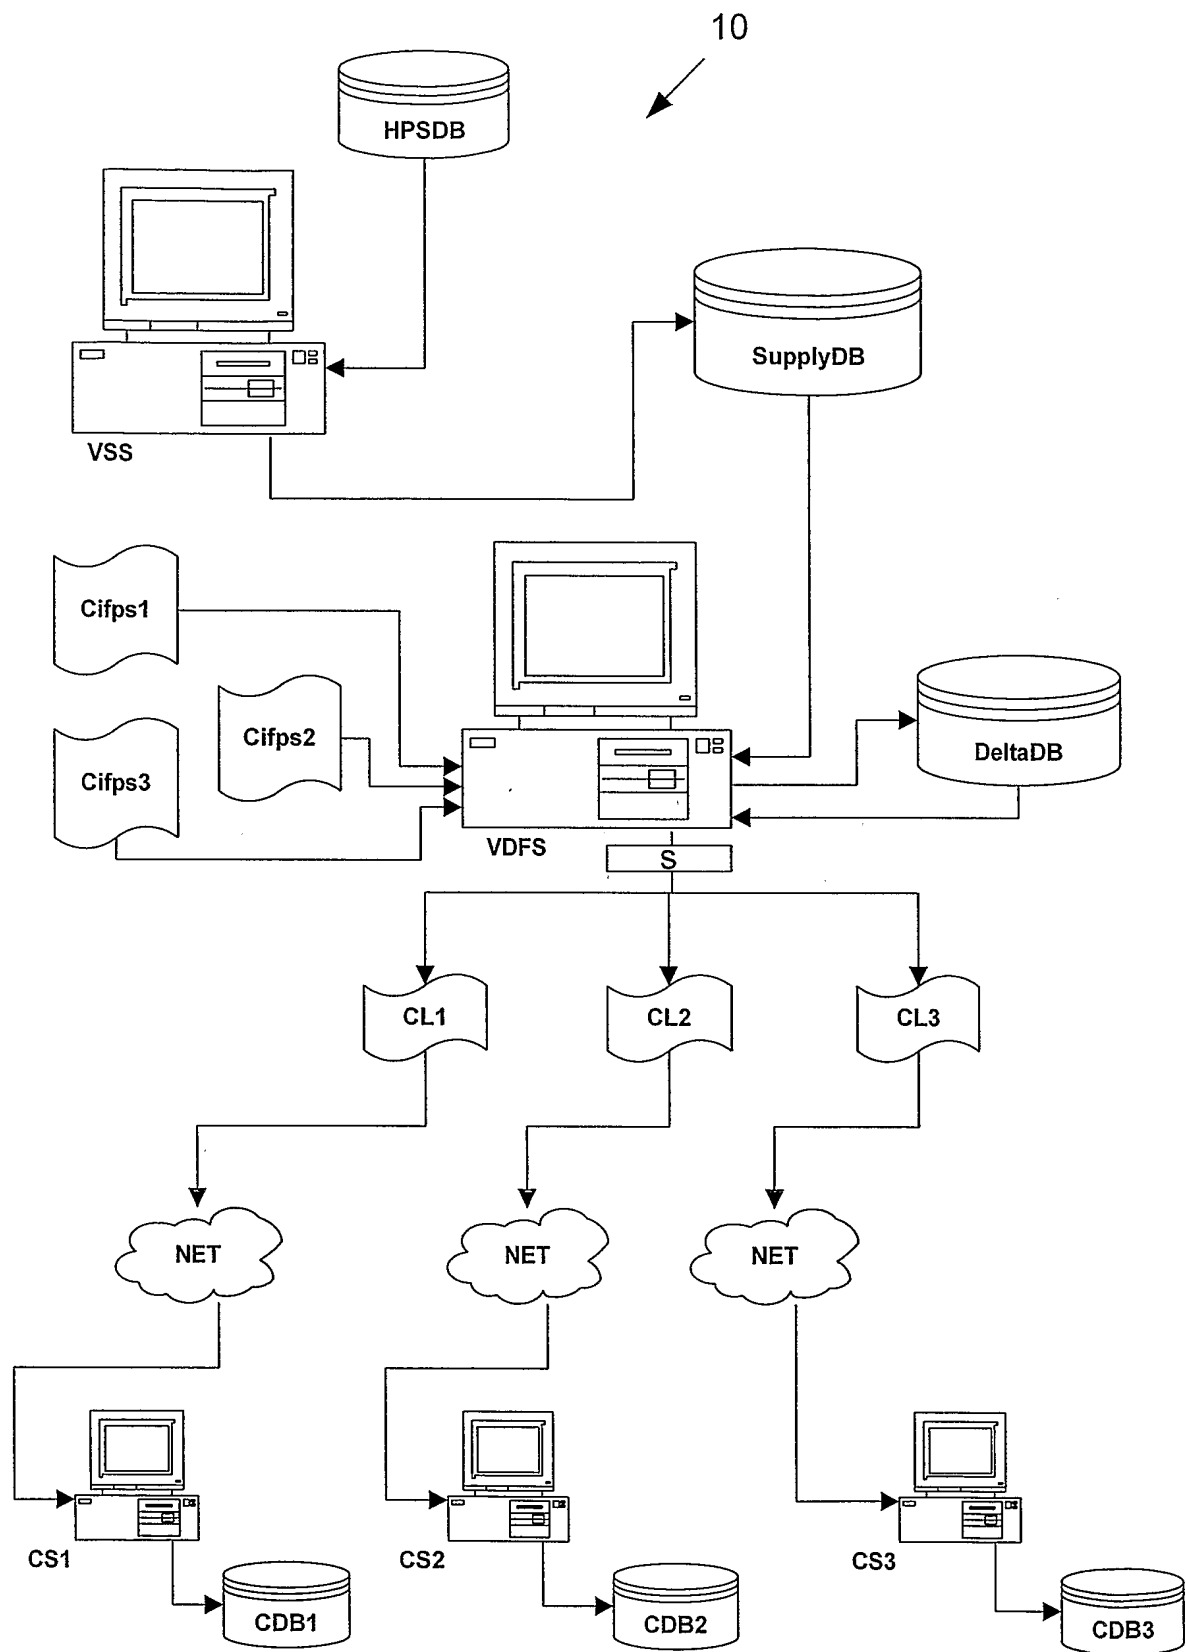 10
HPSDB
SupplyDB
VSS
Cifps1
Cifps2
Cifps3
DeltaDB
VDFS
S
CL1
CL2
CL3
NET
NET
NET
CS1
CS2
CS3
CDB1
CDB2
CDB3